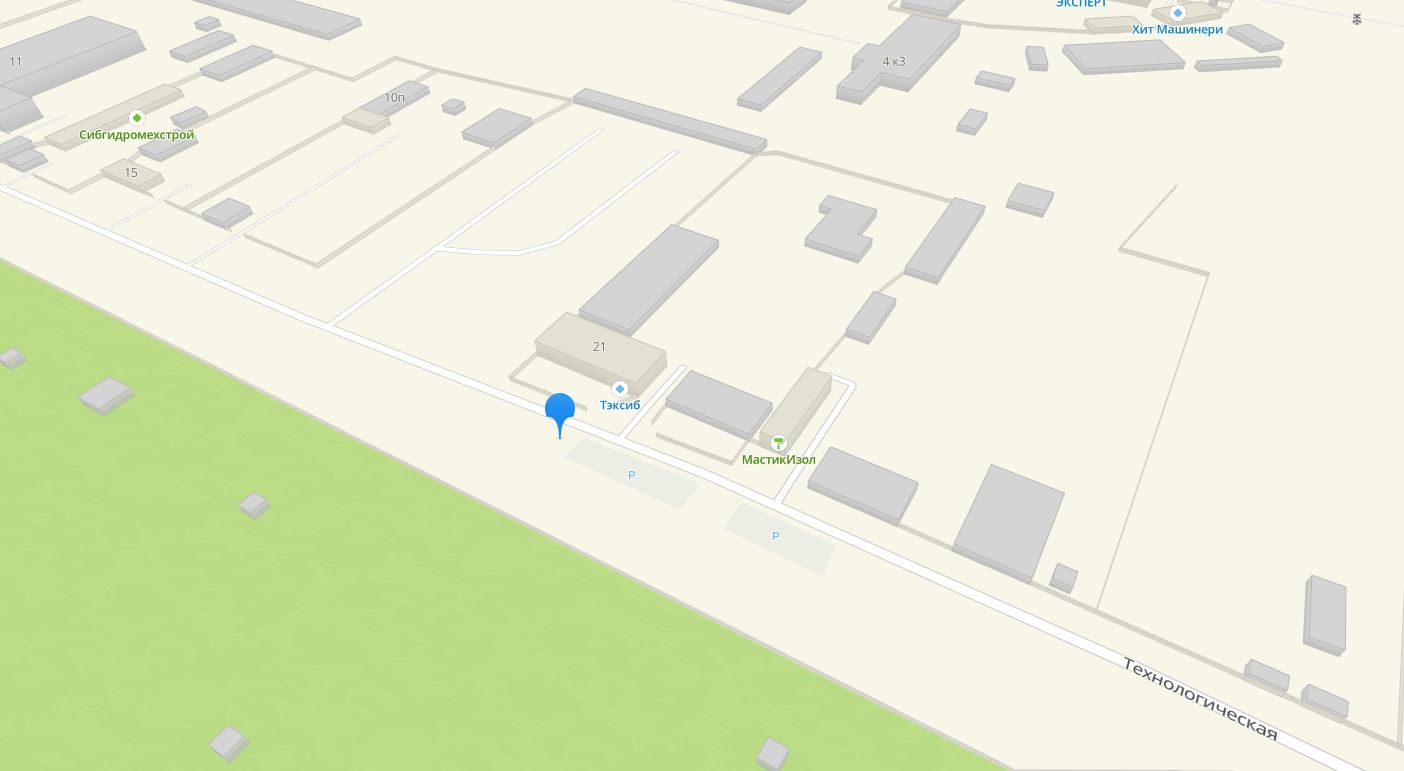 ЭКСПЕРТ
Хит Машинери
11
4 к3
10п
Сибгидромехстрой
15
21
Тэксиб
МастикИзол
P
P
Технологическая